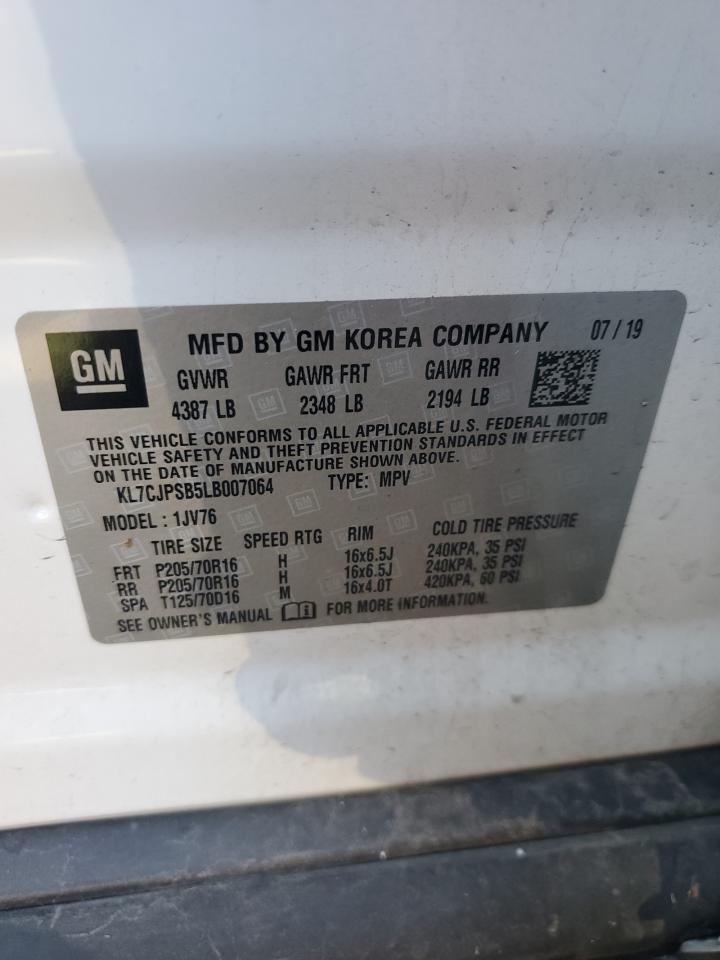 GM
MFD BY GM KOREA COMPANY 07 / 19
GVWR GAWR FRT GAWR RR
4387 LB 2348 LB 2194 LB
THIS VEHICLE CONFORMS TO ALL APPLICABLE U.S. FEDERAL MOTOR
VEHICLE SAFETY AND THEFT PREVENTION STANDARDS IN EFFECT
ON THE DATE OF MANUFACTURE SHOWN ABOVE.
KL7CJPSB5LB007064 TYPE: MPV
MODEL : 1JV76
TIRE SIZE SPEED RTG RIM COLD TIRE PRESSURE
FRT P205/70R16 H 16x6.5J 240KPA, 35 PSI
RR P205/70R16 H 16x6.5J 240KPA, 35 PSI
SPA T125/70D16 M 16x4.0T 420KPA, 60 PSI
SEE OWNER'S MANUAL FOR MORE INFORMATION.